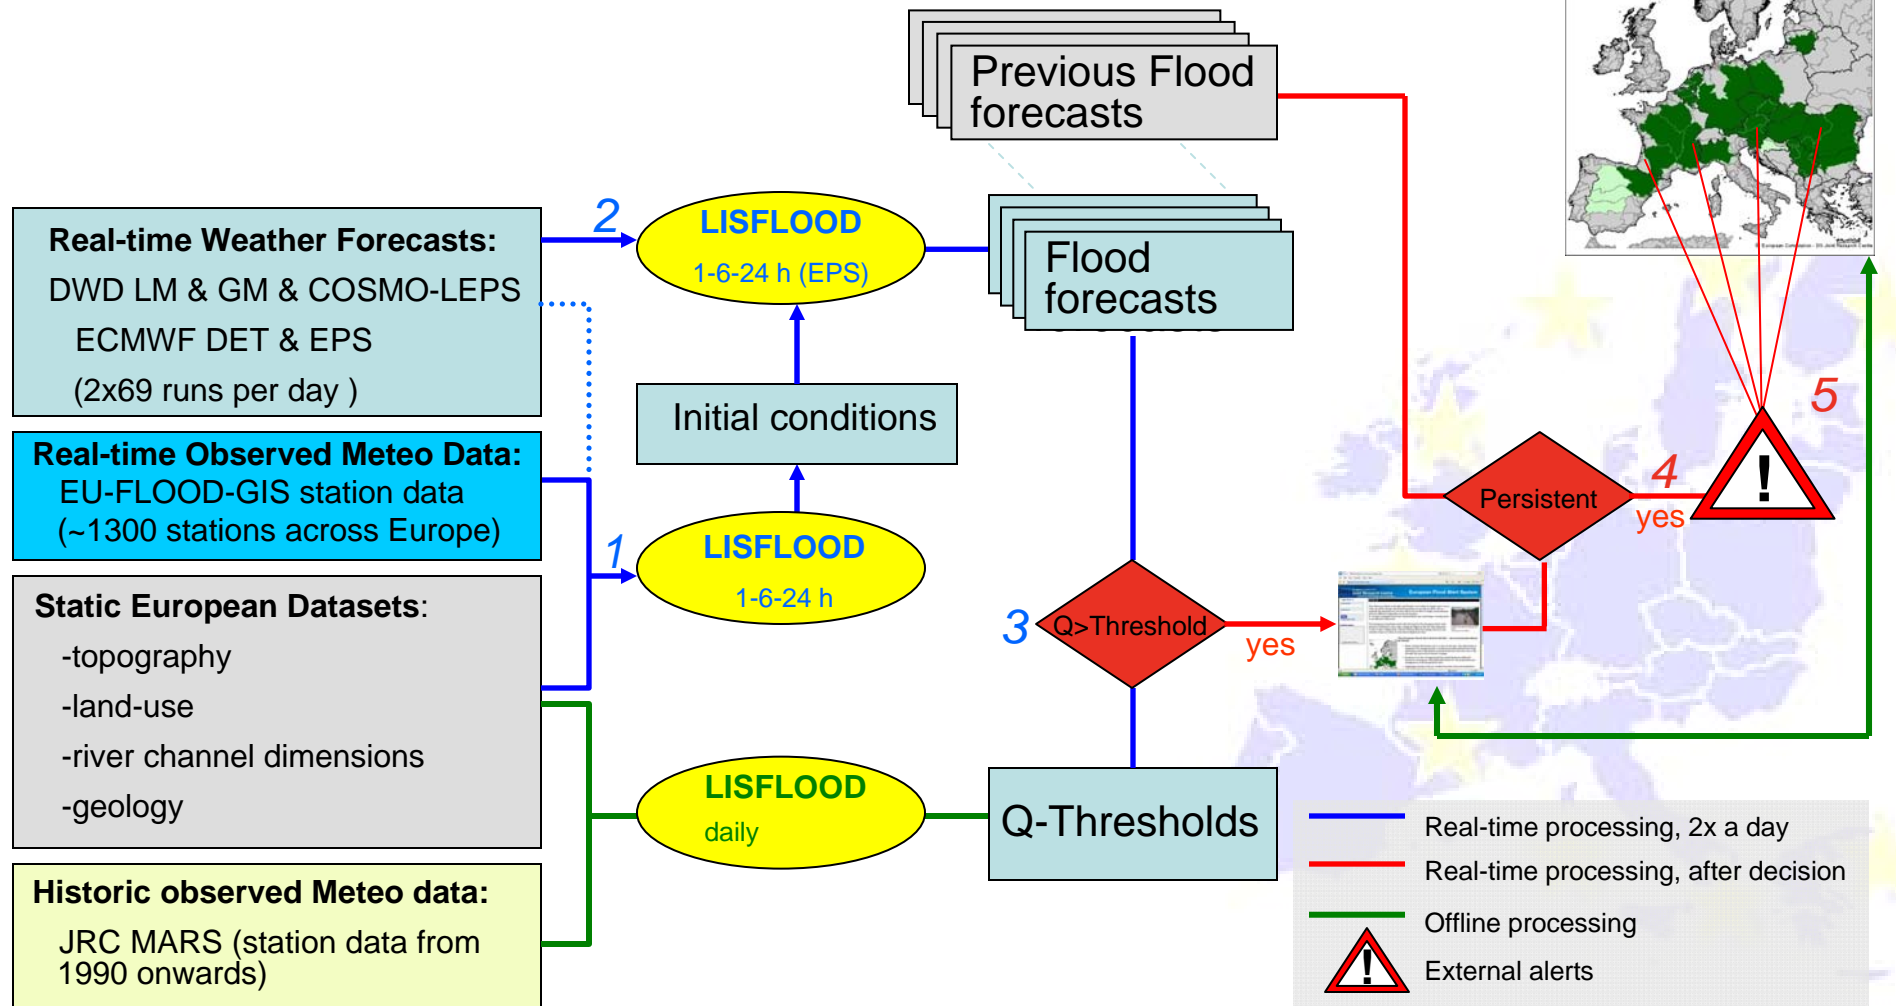 Previous Flood
forecasts
Real-time Weather Forecasts:
DWD LM & GM & COSMO-LEPS
ECMWF DET & EPS
(2x69 runs per day )
2
LISFLOOD
1-6-24 h (EPS)
Flood
forecasts
Initial conditions
Real-time Observed Meteo Data:
EU-FLOOD-GIS station data
(~1300 stations across Europe)
1
LISFLOOD
1-6-24 h
Static European Datasets:
-topography
-land-use
-river channel dimensions
-geology
3
Q>Threshold
yes
European Flood Alert System
Persistent
4
yes
!
5
LISFLOOD
daily
Q-Thresholds
Historic observed Meteo data:
JRC MARS (station data from
1990 onwards)
Real-time processing, 2x a day
Real-time processing, after decision
Offline processing
!
External alerts